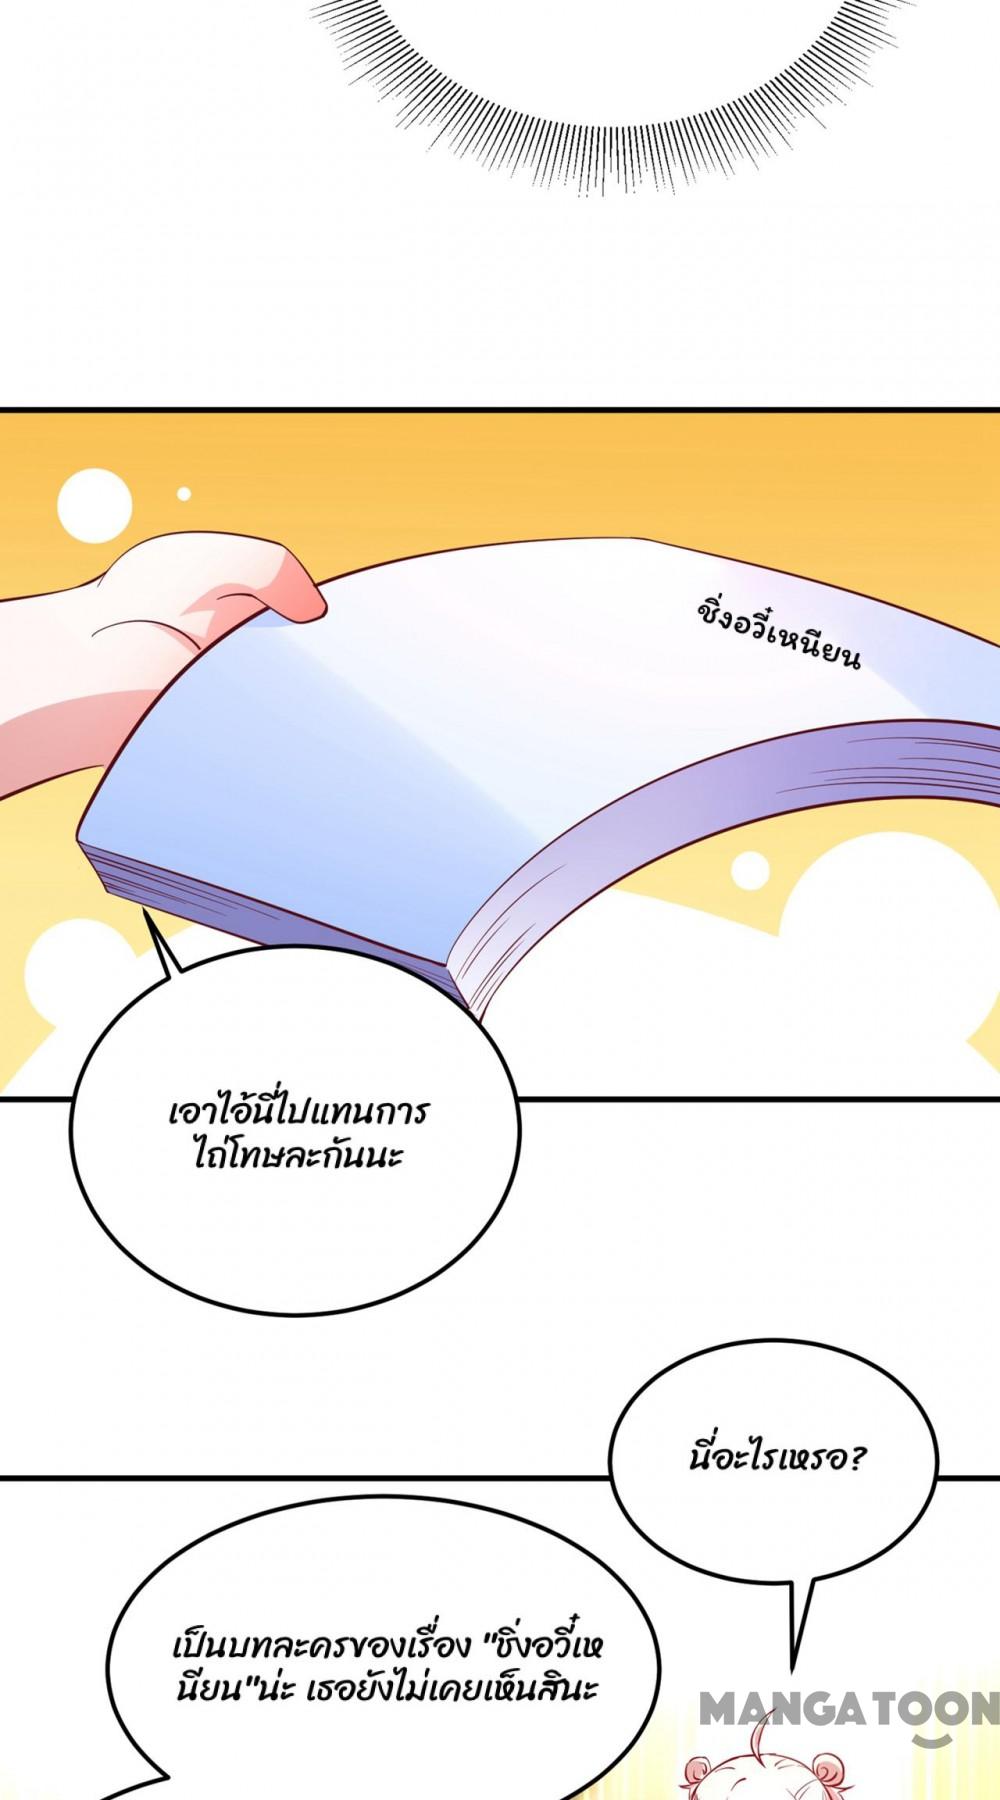 ชิ่งอวี๋เหนียน
เอาไอ้นี่ไปแทนการ
ไถ่โทษละกันนะ
นี่อะไรเหรอ?
เป็นบทละครของเรื่อง "ชิ่งอวี๋เห
นียน"น่ะ เธอยังไม่เคยเห็นสินะ
MANGATOON